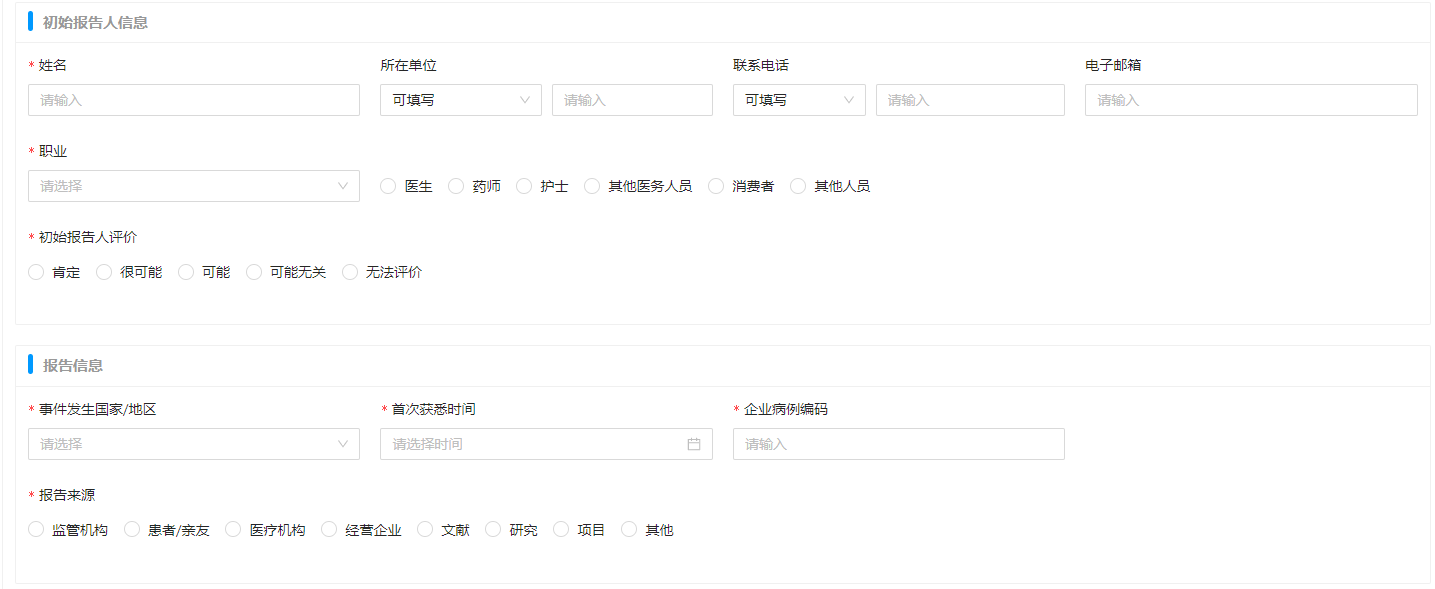 初始报告人信息
* 姓名 所在单位 联系电话 电子邮箱
请输入 可填写 请输入 可填写 请输入 请输入
* 职业
请选择 医生 药师 护士 其他医务人员 消费者 其他人员
* 初始报告人评价
肯定 很可能 可能 可能无关 无法评价
报告信息
* 事件发生国家/地区 * 首次获悉时间 * 企业病例编码
请选择 请选择时间 请输入
* 报告来源
监管机构 患者/亲友 医疗机构 经营企业 文献 研究 项目 其他